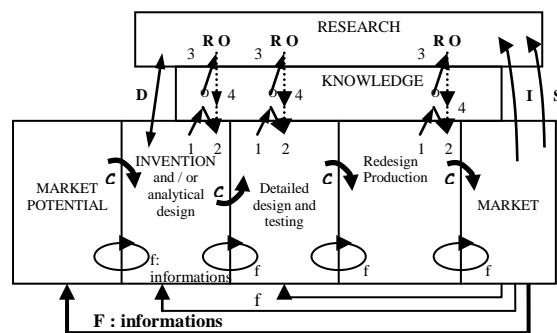 RESEARCH
3 R O 3 R O 3 R O
KNOWLEDGE
D 4 4 4 I S
1 2 1 2 1 2
INVENTION
and / or
analytical
design
Redesign
Production
MARKET
POTENTIAL
Detailed
design and
testing
MARKET
C C C C
f:
informations
f f f
f
F : informations